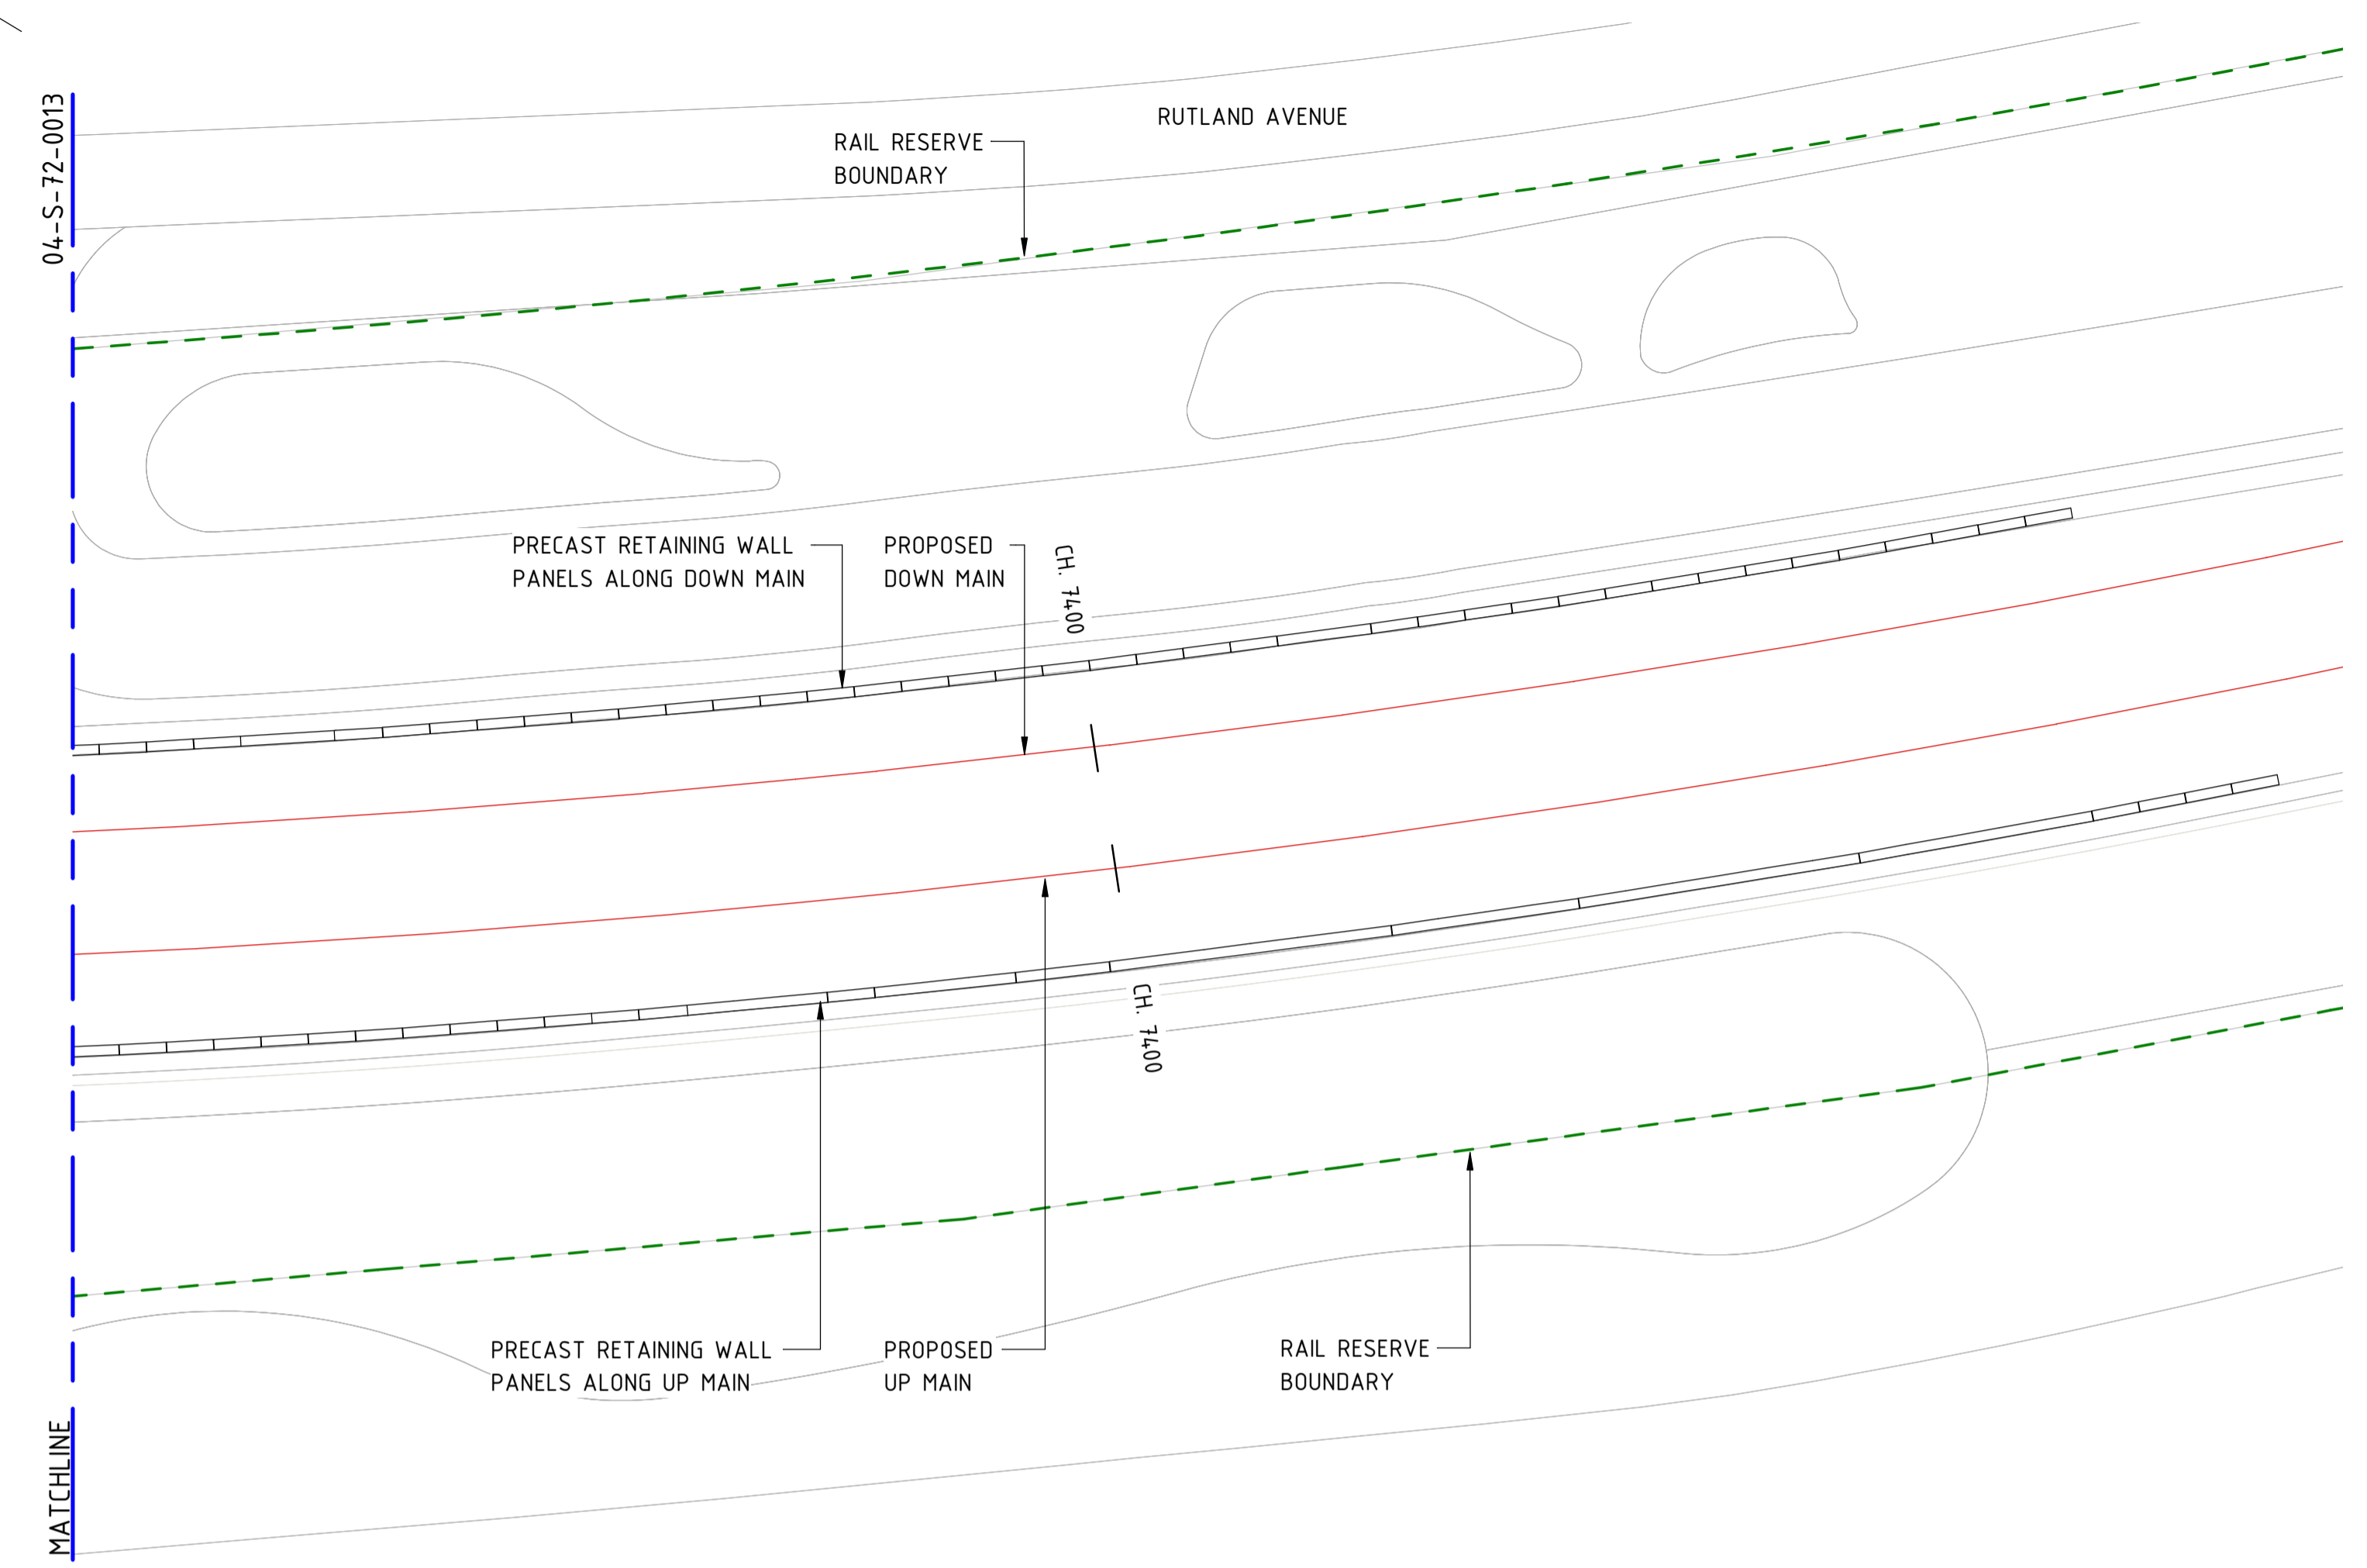 04-S-72-0013
RUTLAND AVENUE
RAIL RESERVE
BOUNDARY
PRECAST RETAINING WALL
PANELS ALONG DOWN MAIN
PROPOSED
DOWN MAIN
CH. 7400
CH. 7400
PRECAST RETAINING WALL
PANELS ALONG UP MAIN
PROPOSED
UP MAIN
RAIL RESERVE
BOUNDARY
MATCHLINE